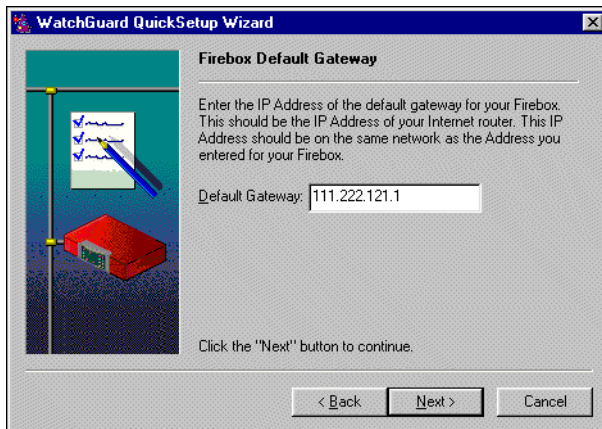 WatchGuard QuickSetup Wizard
Firebox Default Gateway
Enter the IP Address of the default gateway for your Firebox.
This should be the IP Address of your Internet router. This IP
Address should be on the same network as the Address you
entered for your Firebox.
Default Gateway: 111.222.121.1
Click the "Next" button to continue.
< Back Next > Cancel